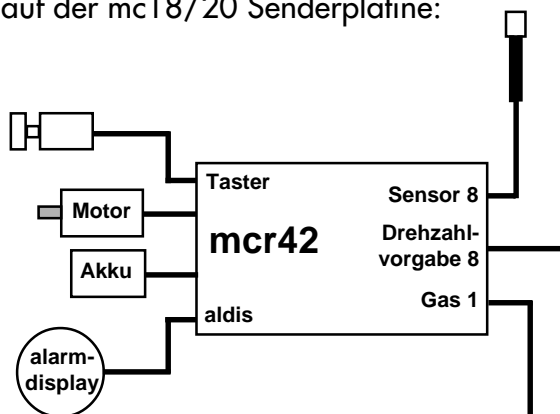 auf der mc18/20 Senderplatine:
Taster
Sensor 8
Motor
mcr42
Drehzahl-
vorgabe 8
Akku
Gas 1
aldis
alarm-
display